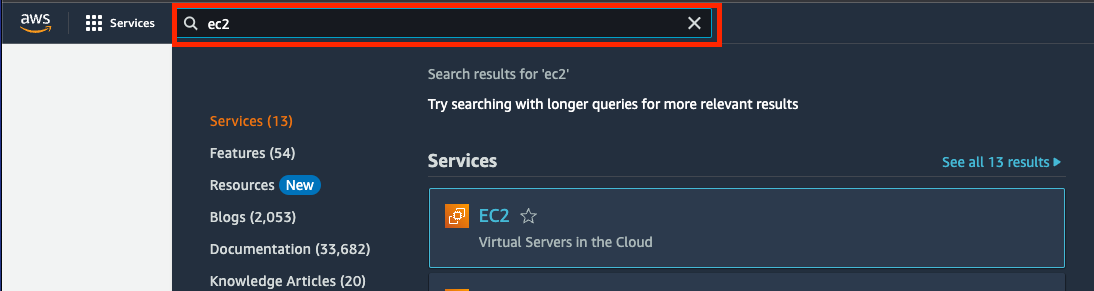 aws
Services
ec2
Search results for 'ec2'
Try searching with longer queries for more relevant results
Services (13)
Features (54)
Resources New
Blogs (2,053)
Documentation (33,682)
Knowledge Articles (20)
Services
See all 13 results
EC2
Virtual Servers in the Cloud